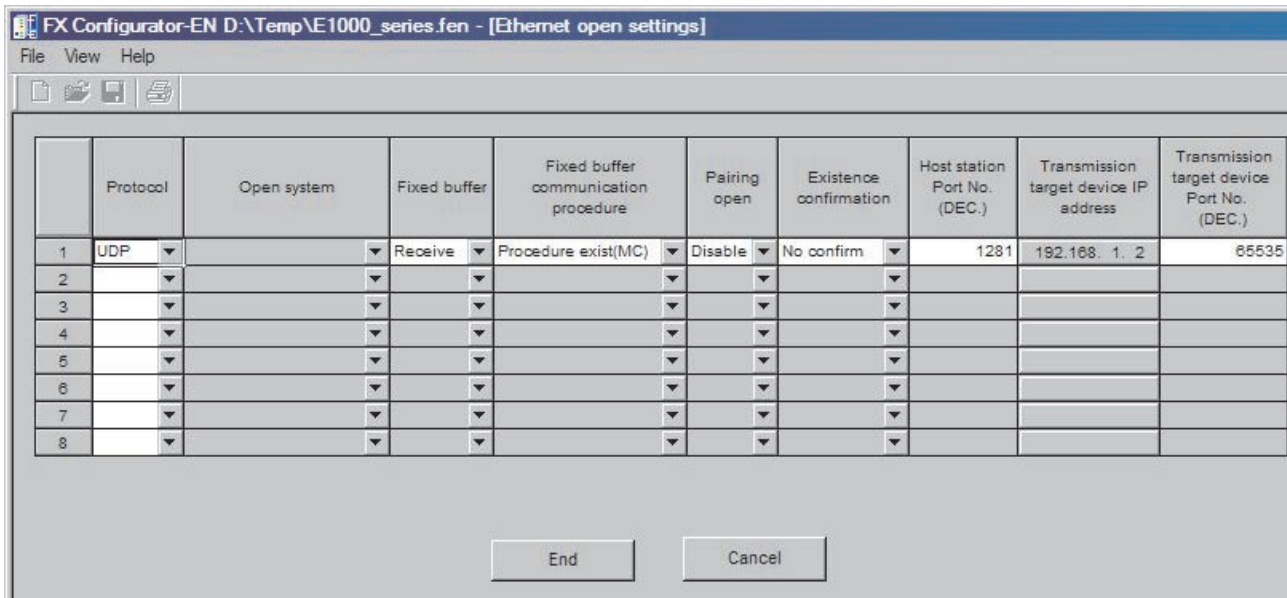 FX Configurator-EN D:\Temp\E1000_series.fen - [Ethernet open settings]
File View Help
Protocol Open system Fixed buffer Fixed buffer communication procedure Pairing open Existence confirmation Host station Port No. (DEC.) Transmission target device IP address Transmission target device Port No. (DEC.)
1 UDP Receive Procedure exist(MC) Disable No confirm 1281 192.168. 1. 2 65535
2
3
4
5
6
7
8
End Cancel